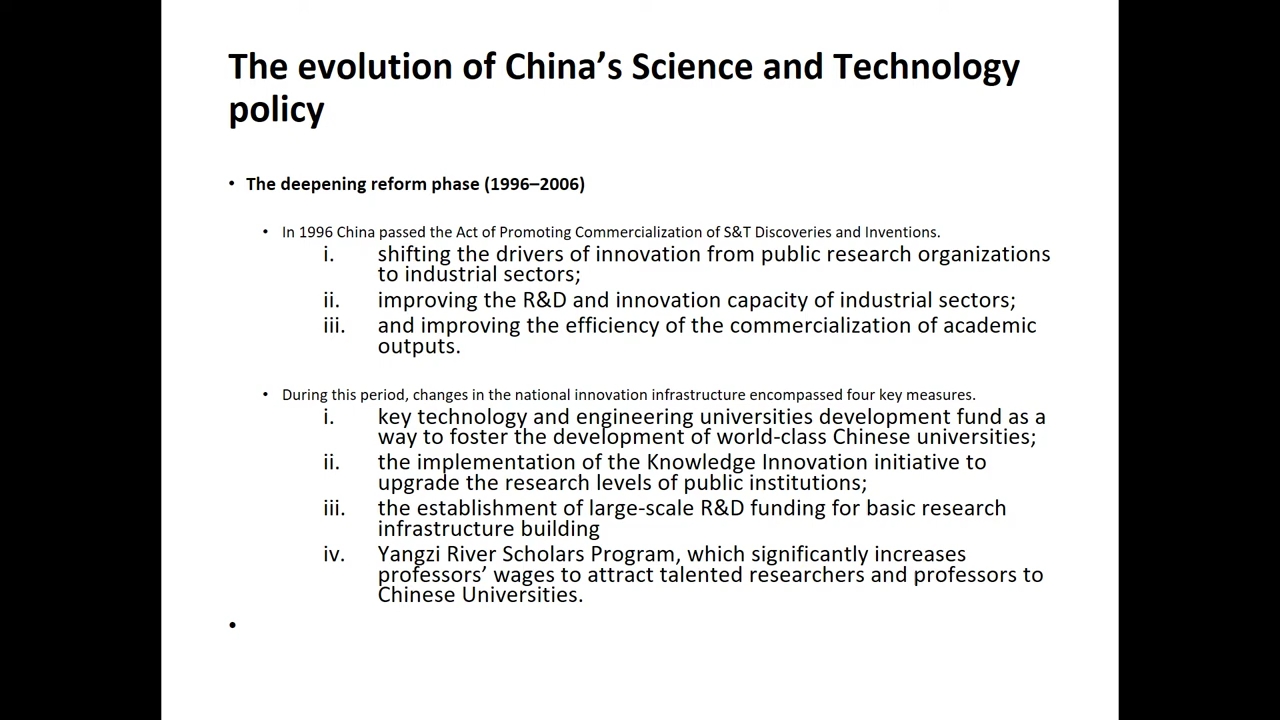 The evolution of China’s Science and Technology
policy
• The deepening reform phase (1996–2006)
• In 1996 China passed the Act of Promoting Commercialization of S&T Discoveries and Inventions.
i. shifting the drivers of innovation from public research organizations
to industrial sectors;
ii. improving the R&D and innovation capacity of industrial sectors;
iii. and improving the efficiency of the commercialization of academic
outputs.
• During this period, changes in the national innovation infrastructure encompassed four key measures.
i. key technology and engineering universities development fund as a
way to foster the development of world-class Chinese universities;
ii. the implementation of the Knowledge Innovation initiative to
upgrade the research levels of public institutions;
iii. the establishment of large-scale R&D funding for basic research
infrastructure building
iv. Yangzi River Scholars Program, which significantly increases
professors’ wages to attract talented researchers and professors to
Chinese Universities.
•